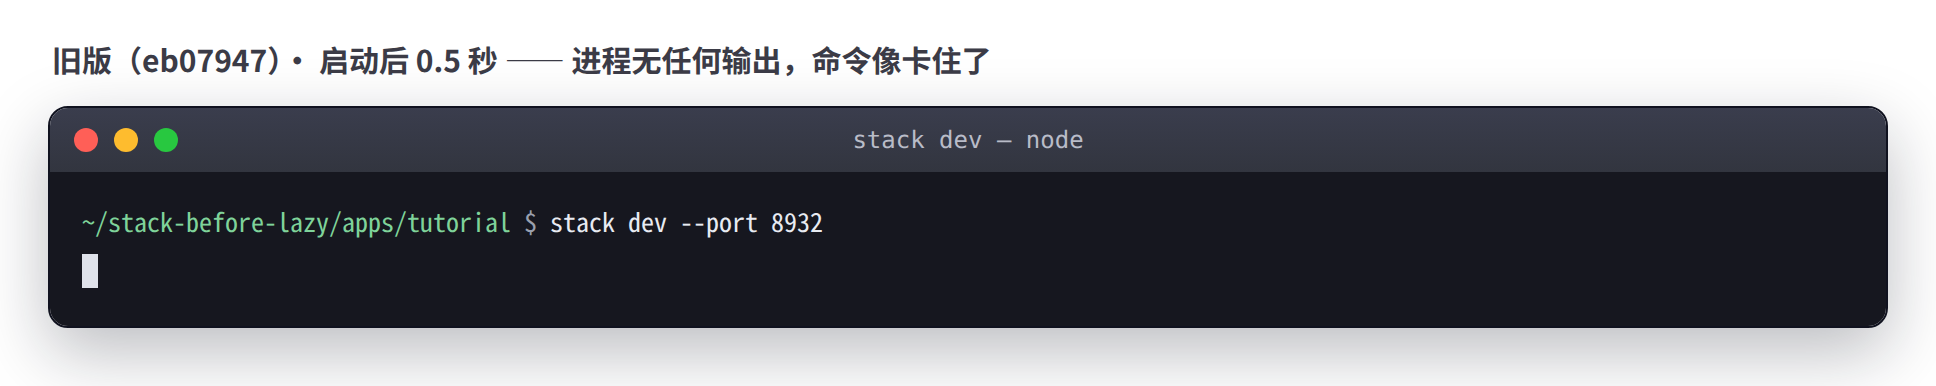 旧版（eb07947）· 启动后 0.5 秒 —— 进程无任何输出，命令像卡住了
stack dev — node
~/stack-before-lazy/apps/tutorial $ stack dev --port 8932